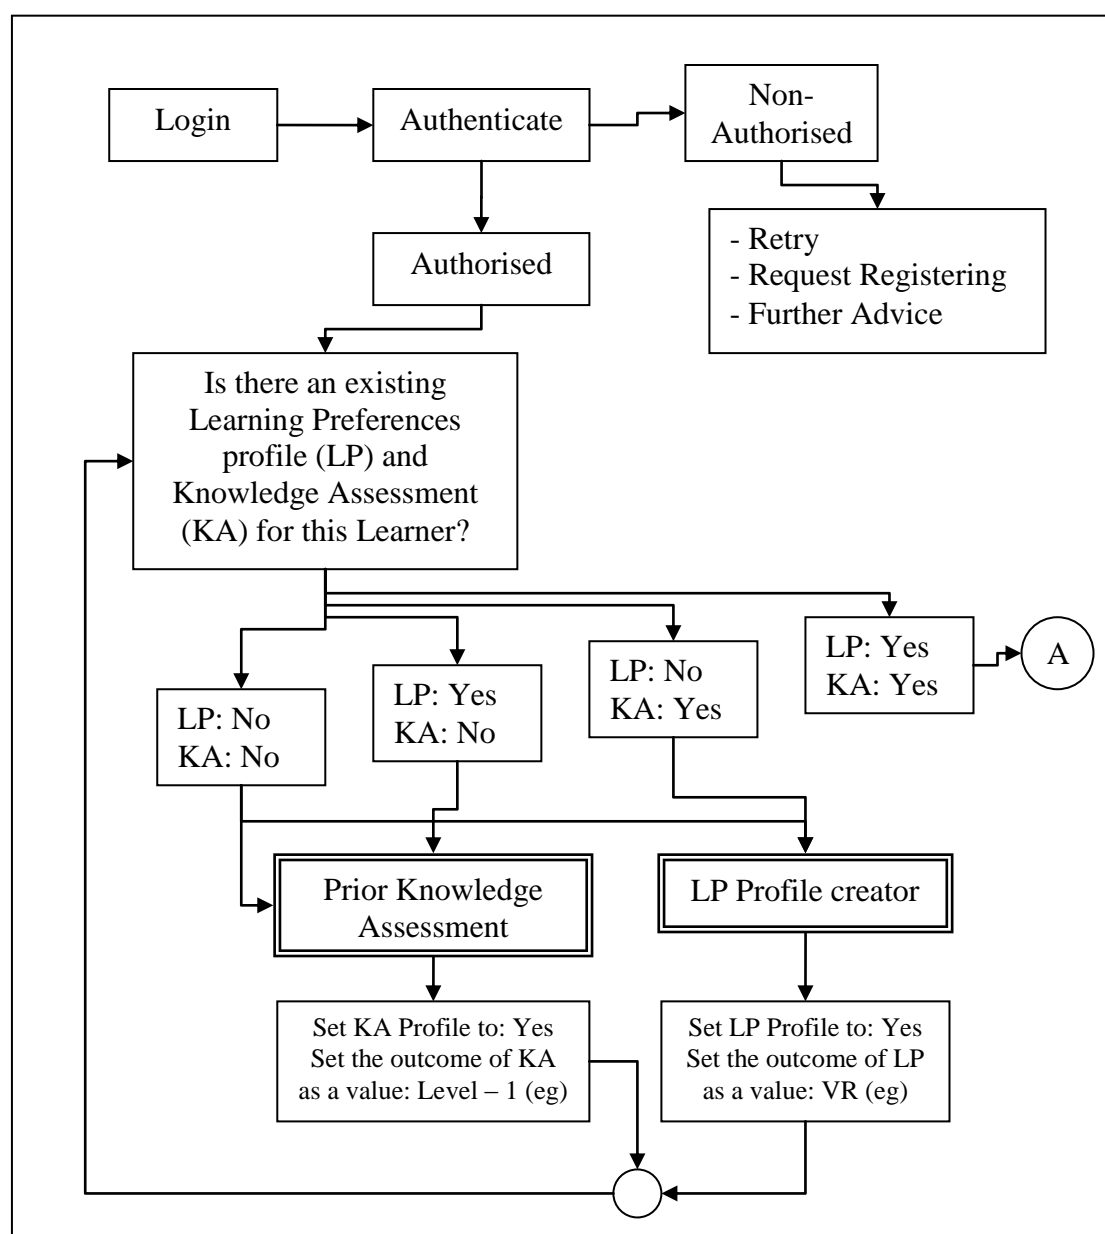 Login
Authenticate
Non-
Authorised
Authorised
- Retry
- Request Registering
- Further Advice
Is there an existing
Learning Preferences
profile (LP) and
Knowledge Assessment
(KA) for this Learner?
LP: No
KA: No
LP: Yes
KA: No
LP: No
KA: Yes
LP: Yes
KA: Yes
A
Prior Knowledge
Assessment
LP Profile creator
Set KA Profile to: Yes
Set the outcome of KA
as a value: Level – 1 (eg)
Set LP Profile to: Yes
Set the outcome of LP
as a value: VR (eg)